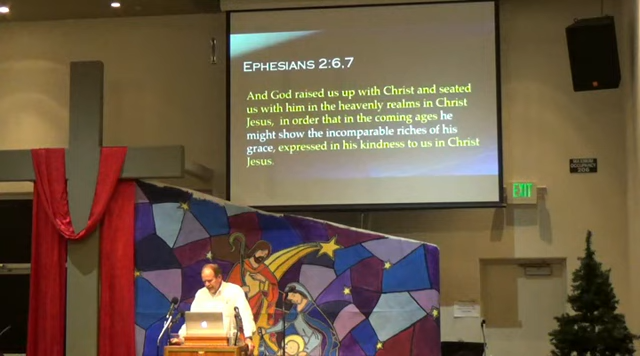 Ephesians 2:6,7
And God raised us up with Christ and seated
us with him in the heavenly realms in Christ
Jesus, in order that in the coming ages he
might show the incomparable riches of his
grace, expressed in his kindness to us in Christ
Jesus.
EXIT